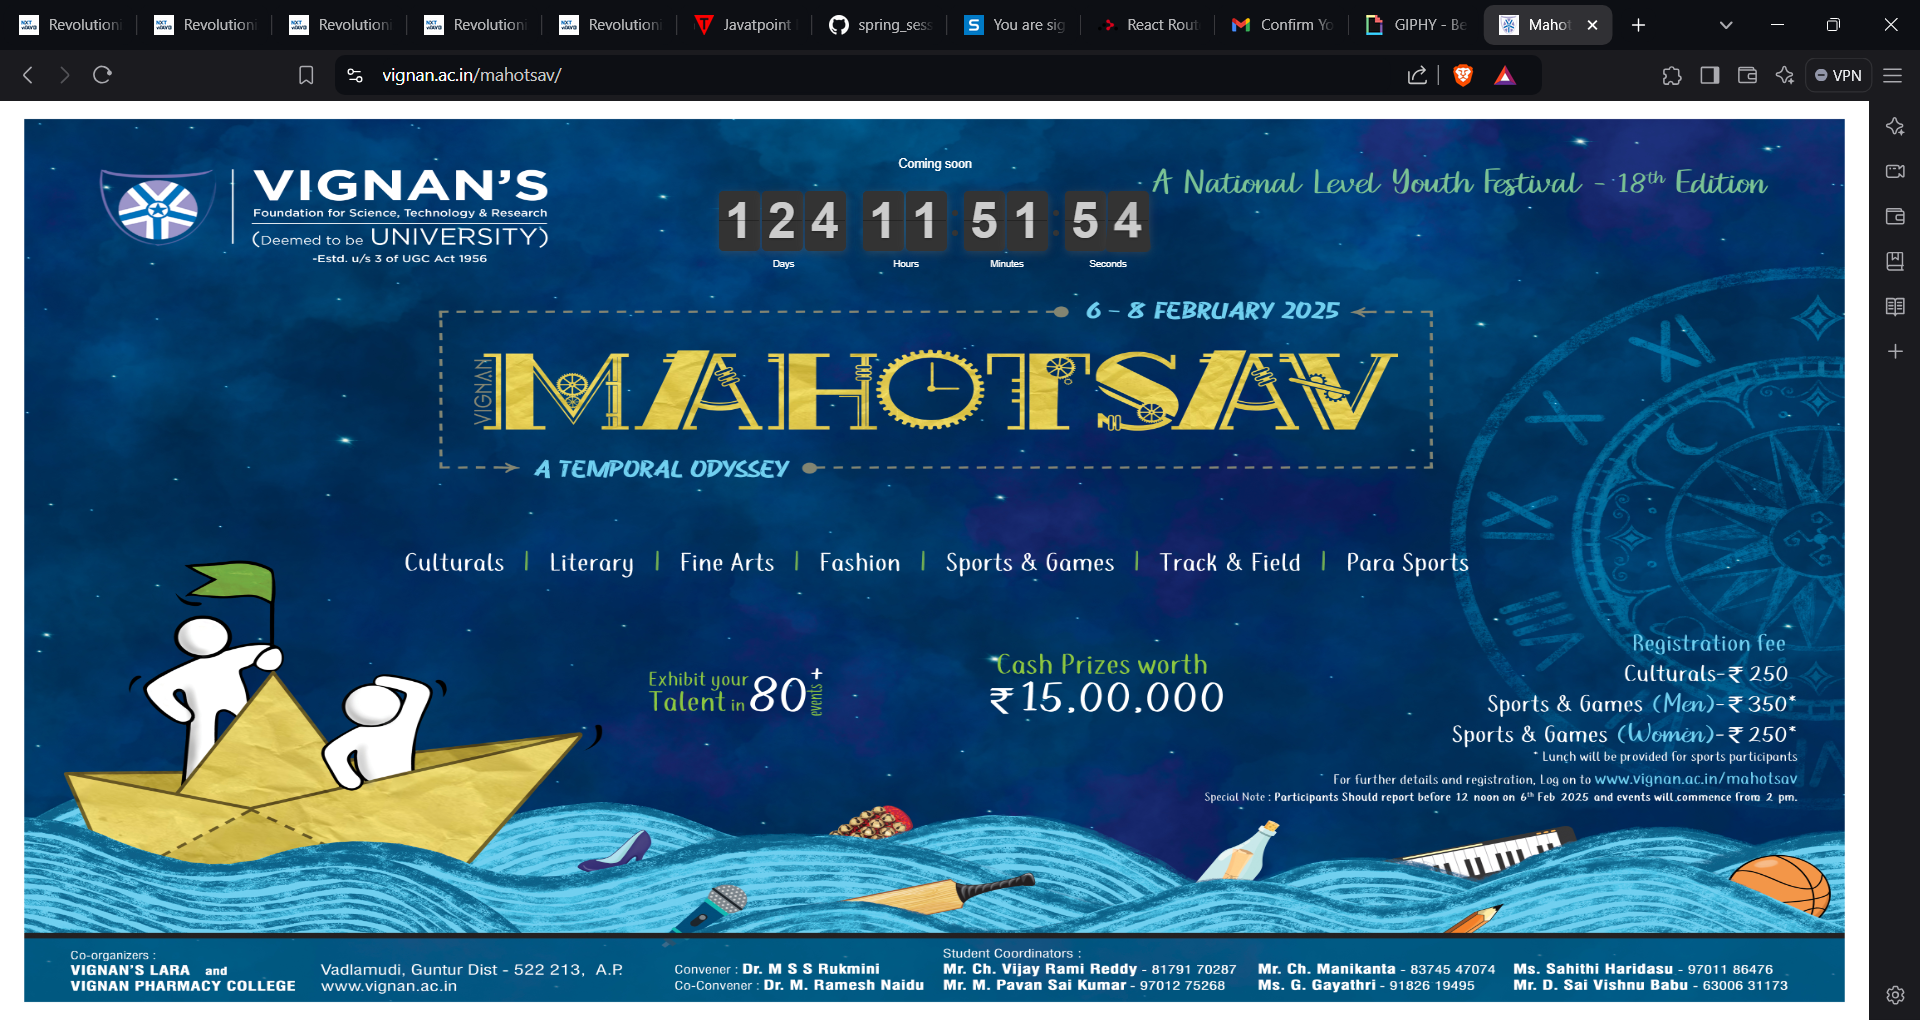 Revolutioni
Revolutioni
Revolutioni
Revolutioni
Revolutioni
Javatpoint
spring_sess
You are sig
React Rout
Confirm Yo
GIPHY - Be
Mahot
vignan.ac.in/mahotsav/
VPN
VIGNAN'S
Foundation for Science, Technology & Research
(Deemed to be UNIVERSITY)
-Estd. u/s 3 of UGC Act 1956
Coming soon
124 11 : 51 : 54
Days Hours Minutes Seconds
A National Level Youth Festival - 18th Edition
6 - 8 FEBRUARY 2025
VIGNAN
MAHOTSAV
A TEMPORAL ODYSSEY
Culturals | Literary | Fine Arts | Fashion | Sports & Games | Track & Field | Para Sports
Exhibit your
Talent in 80+ events
Cash Prizes worth
₹ 15,00,000
Registration fee
Culturals-₹ 250
Sports & Games (Men)-₹ 350*
Sports & Games (Women)-₹ 250*
* Lunch will be provided for sports participants
For further details and registration, Log on to www.vignan.ac.in/mahotsav
Special Note : Participants Should report before 12 noon on 6th Feb 2025 and events will commence from 2 pm.
Co-organizers :
VIGNAN'S LARA and
VIGNAN PHARMACY COLLEGE
Vadlamudi, Guntur Dist - 522 213, A.P.
www.vignan.ac.in
Convener : Dr. M S S Rukmini
Co-Convener : Dr. M. Ramesh Naidu
Student Coordinators :
Mr. Ch. Vijay Rami Reddy - 81791 70287
Mr. M. Pavan Sai Kumar - 97012 75268
Mr. Ch. Manikanta - 83745 47074
Ms. G. Gayathri - 91826 19495
Ms. Sahithi Haridasu - 97011 86476
Mr. D. Sai Vishnu Babu - 63006 31173